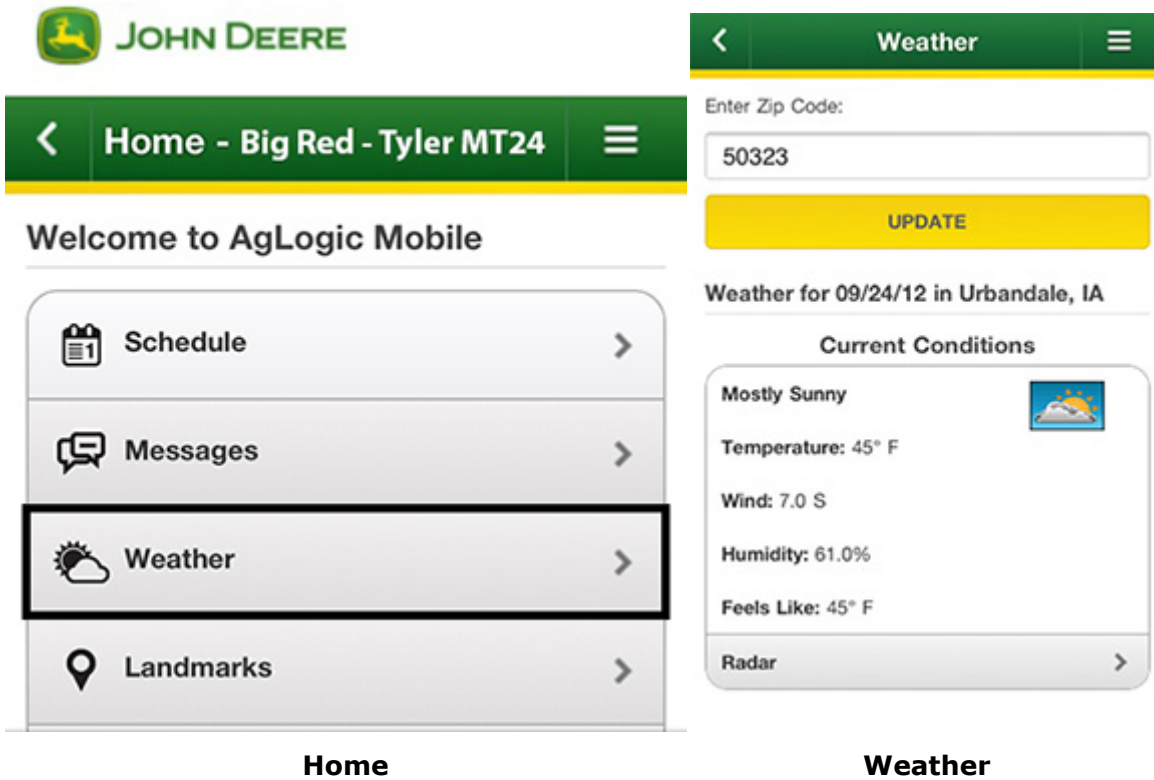 JOHN DEERE
Home - Big Red - Tyler MT24
Welcome to AgLogic Mobile
1
Schedule
Messages
Weather
Landmarks
Home
Weather
Enter Zip Code:
50323
UPDATE
Weather for 09/24/12 in Urbandale, IA
Current Conditions
Mostly Sunny
Temperature: 45° F
Wind: 7.0 S
Humidity: 61.0%
Feels Like: 45° F
Radar
Weather